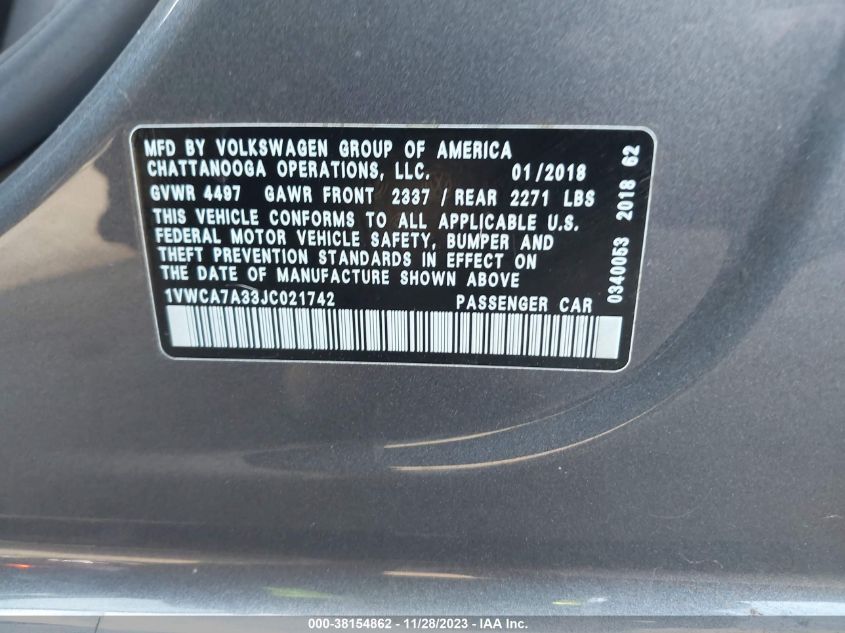 MFD BY VOLKSWAGEN GROUP OF AMERICA
CHATTANOOGA OPERATIONS, LLC. 01/2018
GVWR 4497 GAWR FRONT 2337 / REAR 2271 LBS
THIS VEHICLE CONFORMS TO ALL APPLICABLE U.S.
FEDERAL MOTOR VEHICLE SAFETY, BUMPER AND
THEFT PREVENTION STANDARDS IN EFFECT ON
THE DATE OF MANUFACTURE SHOWN ABOVE
1VWCA7A33JC021742 PASSENGER CAR
0340053 2018 62
000-38154862 - 11/28/2023 - IAA Inc.